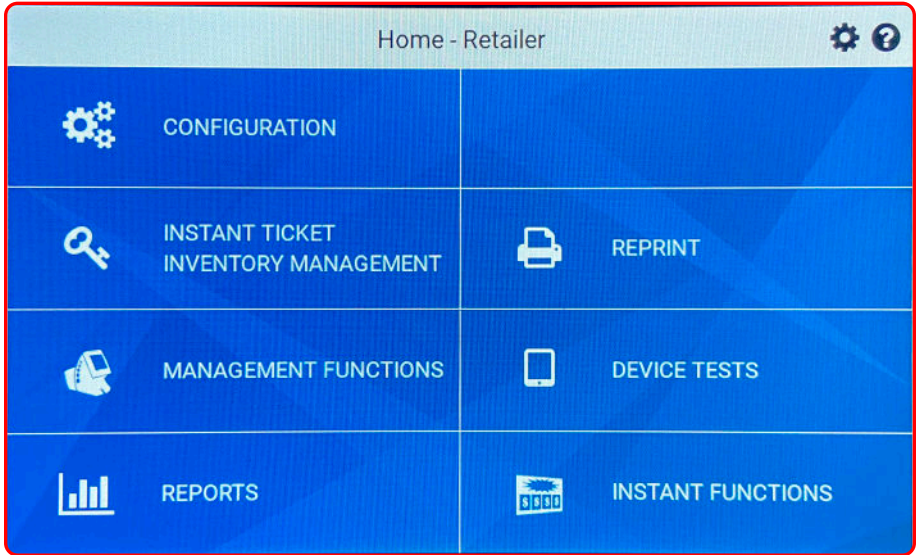 Home - Retailer
CONFIGURATION
INSTANT TICKET
INVENTORY MANAGEMENT
REPRINT
MANAGEMENT FUNCTIONS
DEVICE TESTS
REPORTS
INSTANT FUNCTIONS
$$$$